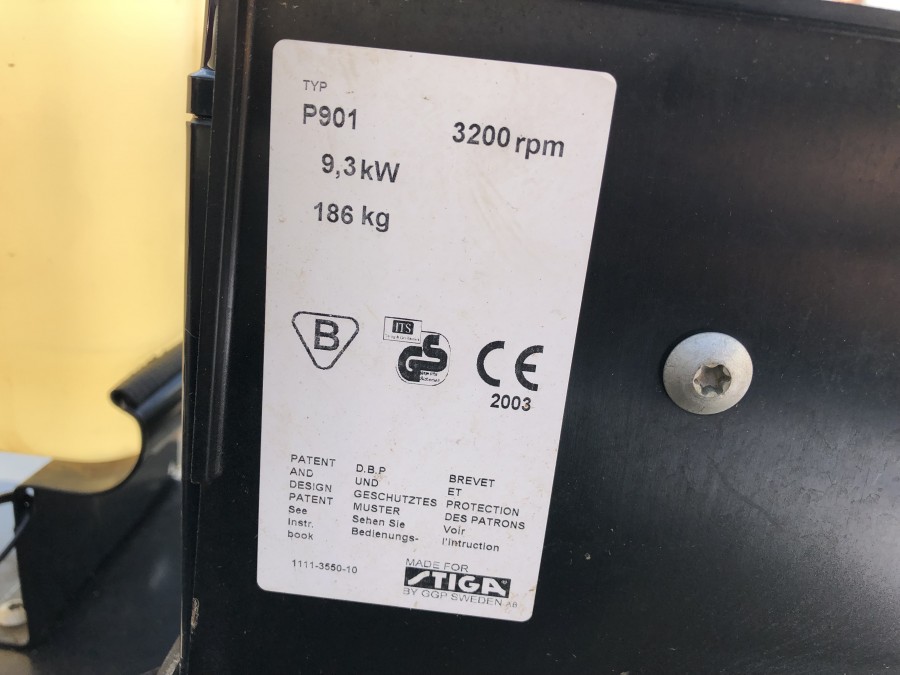 TYP
P901
3200 rpm
9,3 kW
186 kg
B
ITS
GS
CE
2003
PATENT
AND
DESIGN
PATENT
See
Instr.
book
D.B.P
UND
GESCHUTZTES
MUSTER
Sehen Sie
Bedienungs-
BREVET
ET
PROTECTION
DES PATRONS
Voir
l'intruction
1111-3550-10
MADE FOR
STIGA
BY GGP SWEDEN AB